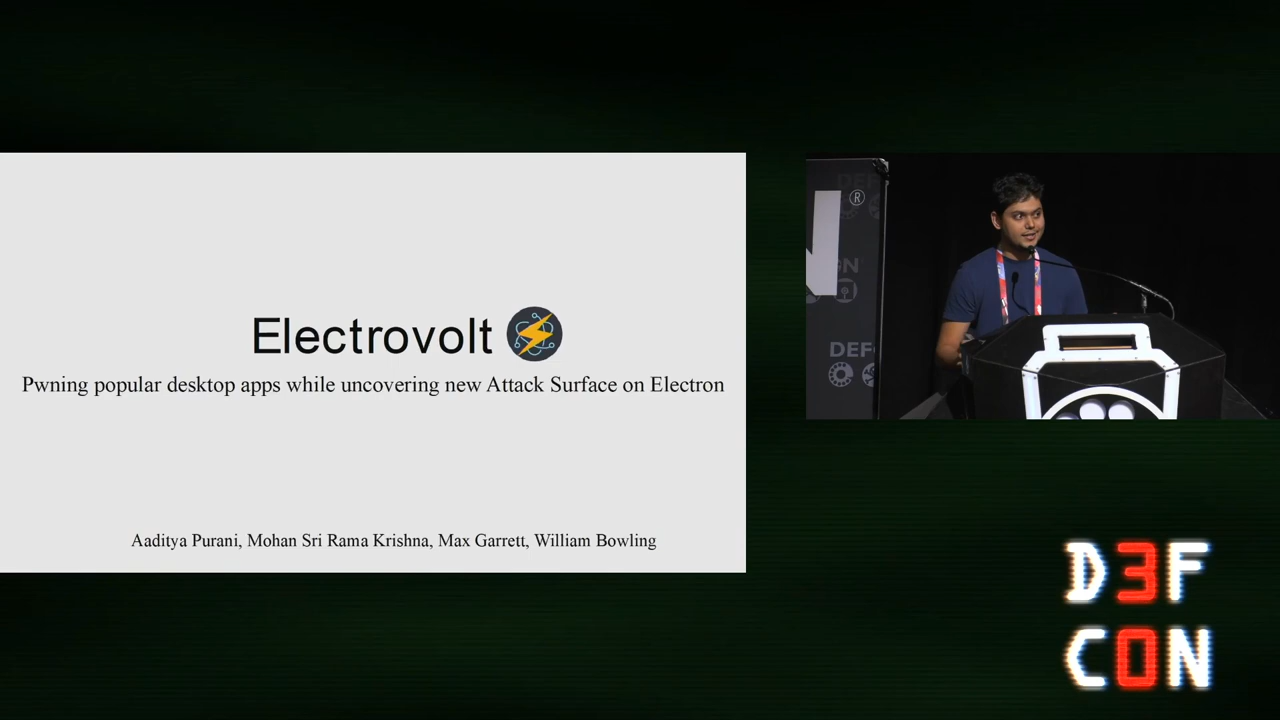 Electrovolt
Pwning popular desktop apps while uncovering new Attack Surface on Electron
Aaditya Purani, Mohan Sri Rama Krishna, Max Garrett, William Bowling
N
®
D3F
C0N